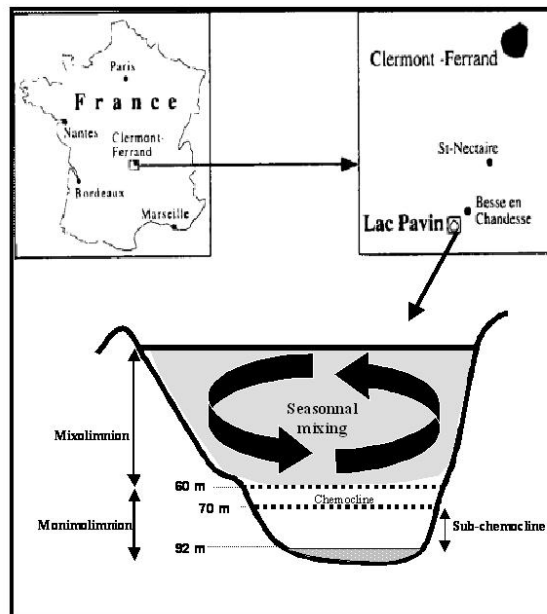 Paris
France
Nantes
Clermont-
Ferrand
Bordeaux
Marseille
Clermont -Ferrand
St-Nectaire
Besse en
Chandesse
Lac Pavin
Seasonnal
mixing
Mixolimnion
60 m
Chemocline
70 m
Monimolimnion
Sub-chemocline
92 m